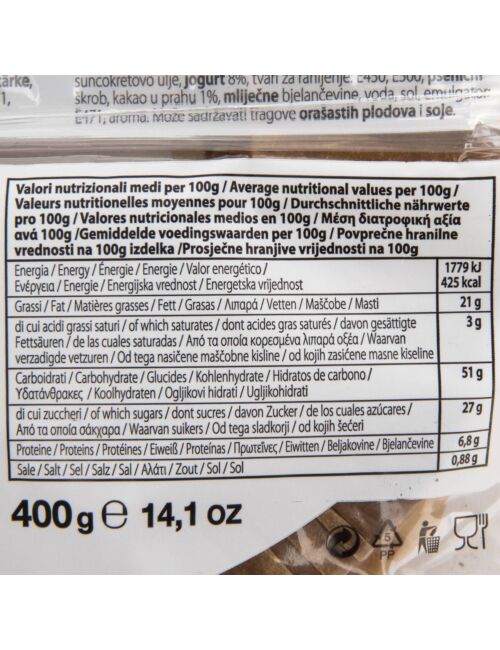 suncokretovo ulje, jogurt 8%, tvari za rahljenje: E450, E500, pšenični
arke, škrob, kakao u prahu 1%, mliječne bjelančevine, voda, sol, emulgator
1, E471, aroma. Može sadržavati tragove orašastih plodova i soje.
Valori nutrizionali medi per 100g / Average nutritional values per 100g /
Valeurs nutritionelles moyennes pour 100g / Durchschnittliche nährwerte
pro 100g / Valores nutricionales medios en 100g / Μέση διατροφική αξία
ανά 100g /Gemiddelde voedingswaarden per 100g / Povprečne hranilne
vrednosti na 100g izdelka /Prosječne hranjive vrijednosti na 100g
Energia / Energy / Énergie / Energie / Valor energético / 1779 kJ
Ενέργεια / Energie / Energijska vrednost / Energetska vrijednost 425 kcal
Grassi / Fat / Matières grasses / Fett / Grasas / Λιπαρά / Vetten / Maščobe / Masti 21 g
di cui acidi grassi saturi / of which saturates / dont acides gras saturés / davon gesättigte 3 g
Fettsäuren / de las cuales saturadas / Από τα οποία κορεσμένα λιπαρά οξέα / Waarvan
verzadigde vetzuren / Od tega nasičene maščobne kisline / od kojih zasićene masne kiseline
Carboidrati / Carbohydrate / Glucides / Kohlenhydrate / Hidratos de carbono / 51 g
Υδατάνθρακες / Koolhydraten / Ogljikovi hidrati / Ugljikohidrati
di cui zuccheri / of which sugars / dont sucres / davon Zucker / de los cuales azúcares / 27 g
Από τα οποία σάκχαρα / Waarvan suikers / Od tega sladkorji / od kojih šećeri
Proteine / Proteins / Protéines / Eiweiß / Proteínas / Πρωτεΐνες / Eiwitten / Beljakovine / Bjelančevine 6,8 g
Sale / Salt / Sel / Salz / Sal / Αλάτι / Zout / Sol / Sol 0,88 g
400 g ℮ 14,1 oz
5
PP